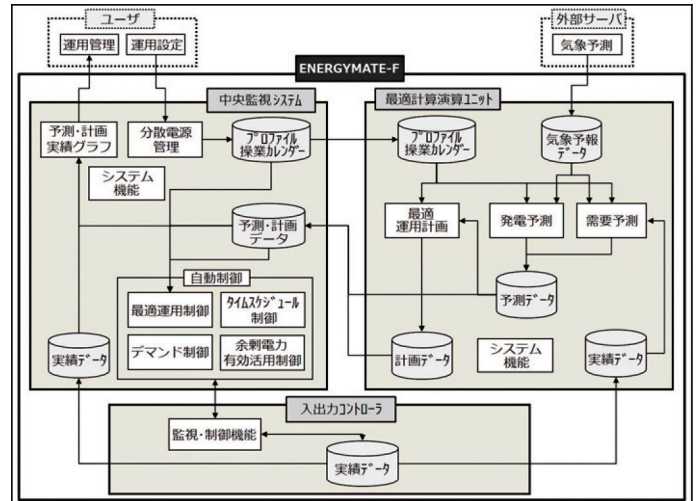 ユーザ
運用管理
運用設定
外部サーバ
気象予測
ENERGYMATE-F
中央監視システム
予測・計画
実績グラフ
分散電源
管理
プロファイル
操業カレンダー
システム
機能
予測・計画
データ
自動制御
最適運用制御
タイムスケジュール
制御
デマンド制御
余剰電力
有効活用制御
実績データ
最適計算演算ユニット
プロファイル
操業カレンダー
気象予報
データ
最適
運用計画
発電予測
需要予測
予測データ
計画データ
システム
機能
実績データ
入出力コントローラ
監視・制御機能
実績データ